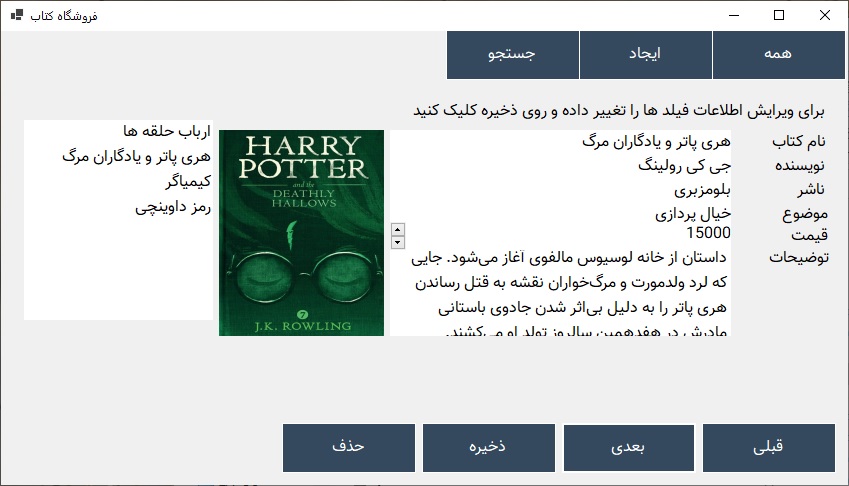 فروشگاه کتاب
همه
ایجاد
جستجو
برای ویرایش اطلاعات فیلد ها را تغییر داده و روی ذخیره کلیک کنید
نام کتاب
هری پاتر و یادگاران مرگ
نویسنده
جی کی رولینگ
ناشر
بلومزبری
موضوع
خیال پردازی
قیمت
15000
توضیحات
داستان از خانه لوسیوس مالفوی آغاز می‌شود. جایی
که لرد ولدمورت و مرگ‌خواران نقشه به قتل رساندن
هری پاتر را به دلیل بی‌اثر شدن جادوی باستانی
مادرش در هفدهمین سالروز تولد او می‌کشند.
HARRY
POTTER
and the
DEATHLY
HALLOWS
7
J.K. ROWLING
ارباب حلقه ها
هری پاتر و یادگاران مرگ
کیمیاگر
رمز داوینچی
قبلی
بعدی
ذخیره
حذف